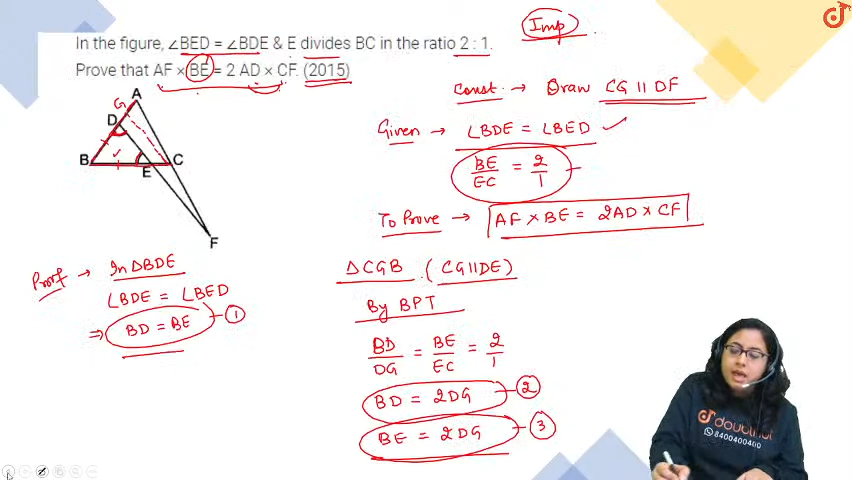 In the figure, ∠BED = ∠BDE & E divides BC in the ratio 2 : 1.
Prove that AF × BE = 2 AD × CF. (2015)
Imp
A
G
D
B
C
E
F
Const. → Draw CG || DF
Given → ∠BDE = ∠BED ✓
BE/EC = 2/1
To Prove → AF × BE = 2AD × CF
Proof → In ΔBDE
∠BDE = ∠BED
⇒ BD = BE - ①
ΔCGB (CG||DE)
By BPT
BD/DG = BE/EC = 2/1
BD = 2DG - ②
BE = 2DG - ③
doubtnut
8400400400